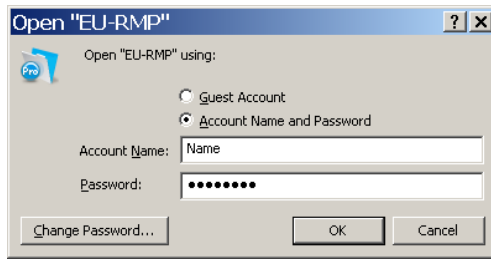 Open "EU-RMP"
Open "EU-RMP" using:
Pro
Guest Account
Account Name and Password
Account Name: Name
Password: ●●●●●●●●
Change Password... OK Cancel